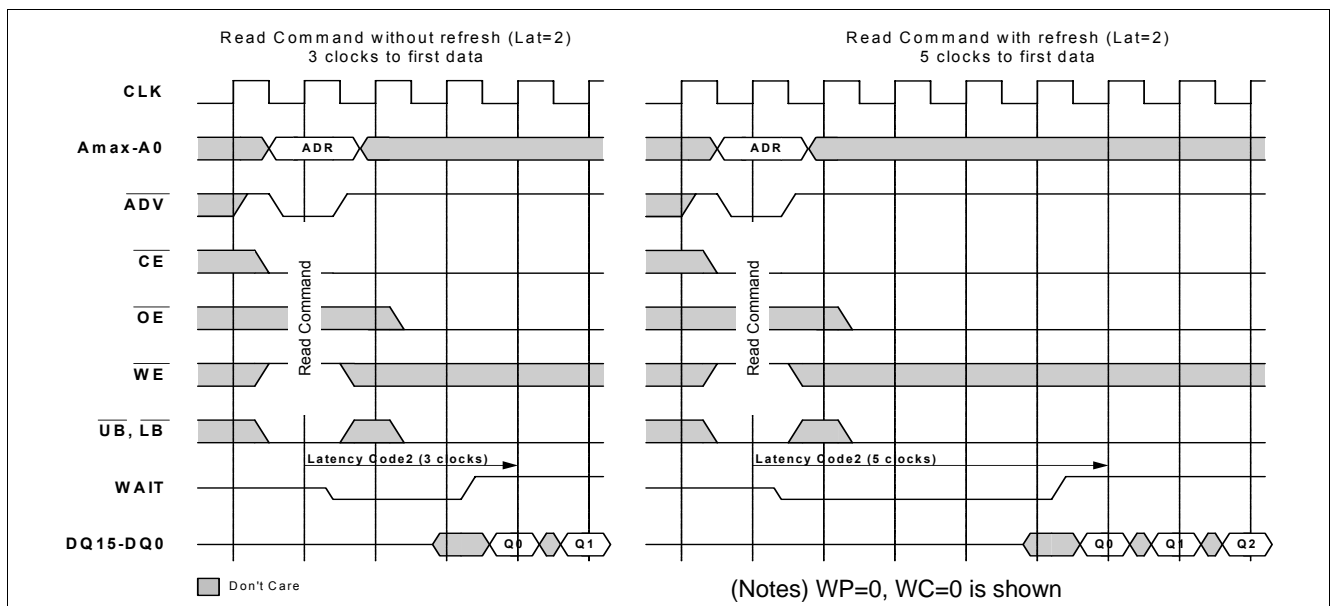 Read Command without refresh (Lat=2)
3 clocks to first data
Read Command with refresh (Lat=2)
5 clocks to first data
CLK
Amax-A0
ADR
ADR
ADV
CE
Read Command
Read Command
OE
WE
UB, LB
Latency Code2 (3 clocks)
Latency Code2 (5 clocks)
WAIT
DQ15-DQ0
Q0
Q1
Q0
Q1
Q2
Don't Care
(Notes) WP=0, WC=0 is shown